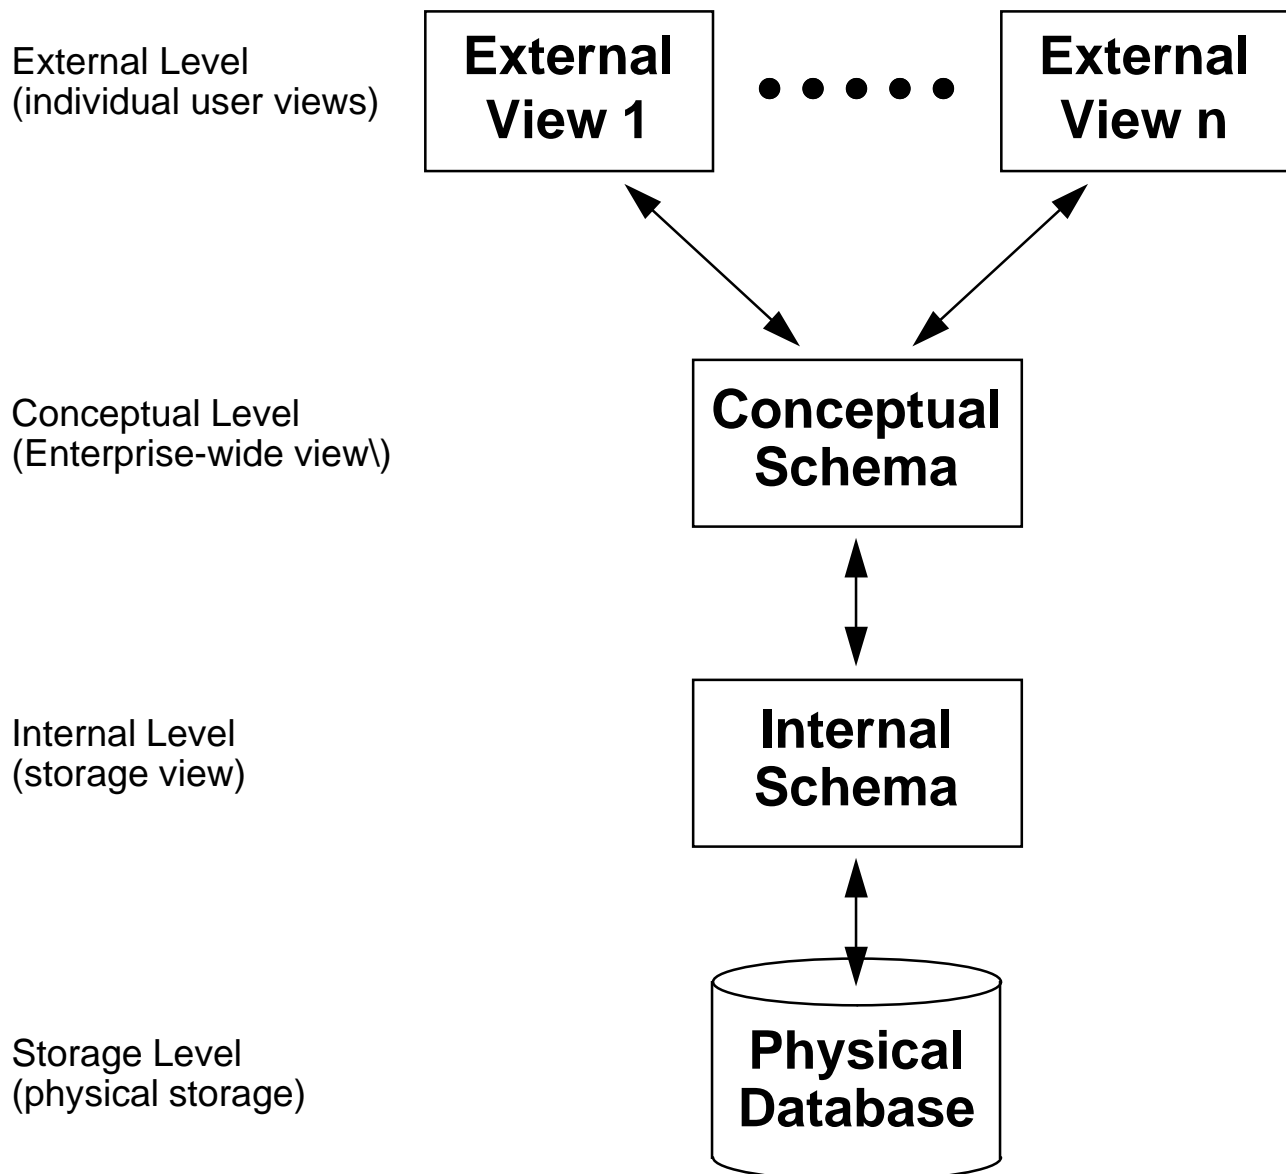 External Level
(individual user views)
External
View 1
External
View n
Conceptual Level
(Enterprise-wide view\)
Conceptual
Schema
Internal Level
(storage view)
Internal
Schema
Storage Level
(physical storage)
Physical
Database